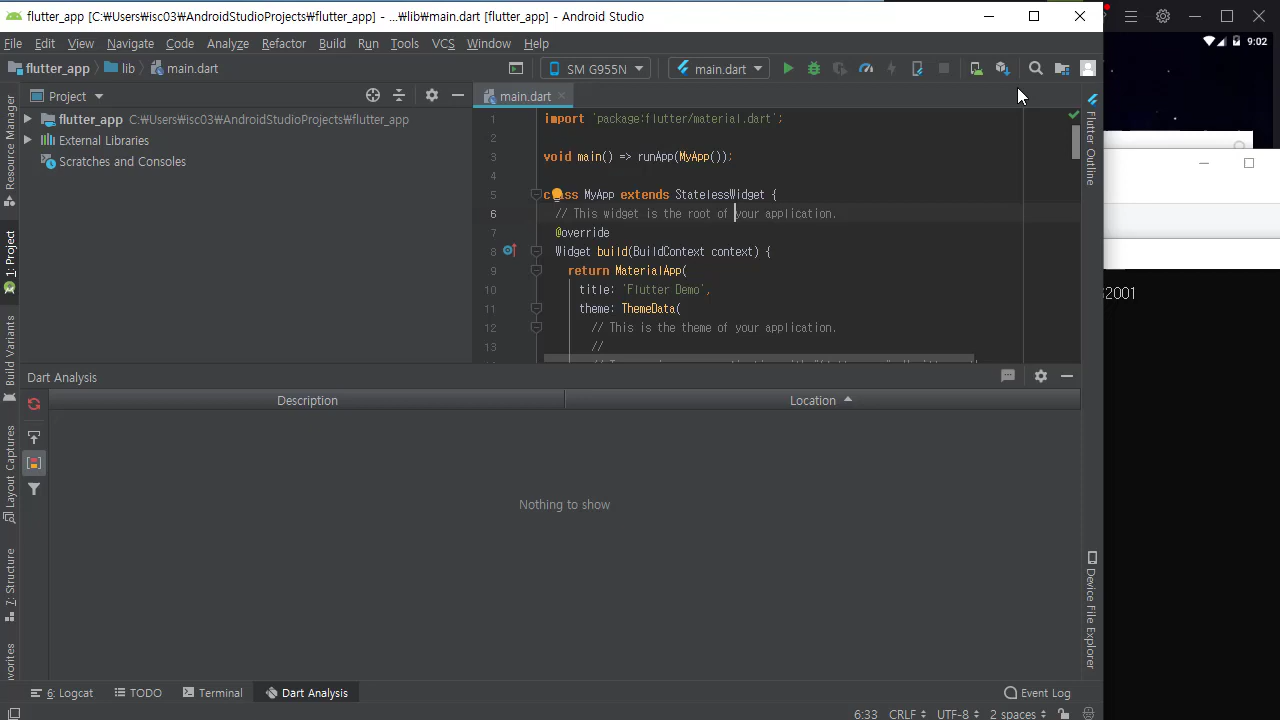 flutter_app [C:₩Users₩isc03₩AndroidStudioProjects₩flutter_app] - ...₩lib₩main.dart [flutter_app] - Android Studio
9:02
File Edit View Navigate Code Analyze Refactor Build Run Tools VCS Window Help
flutter_app lib main.dart
SM G955N main.dart
Project
main.dart
flutter_app C:₩Users₩isc03₩AndroidStudioProjects₩flutter_app
External Libraries
Scratches and Consoles
1 import 'package:flutter/material.dart';
2
3 void main() => runApp(MyApp());
4
5 class MyApp extends StatelessWidget {
6 // This widget is the root of your application.
7 @override
8 Widget build(BuildContext context) {
9 return MaterialApp(
10 title: 'Flutter Demo',
11 theme: ThemeData(
12 // This is the theme of your application.
13 //
Resource Manager
1: Project
Build Variants
Layout Captures
7: Structure
Flutter Outline
Device File Explorer
2001
Dart Analysis
Description Location
Nothing to show
6: Logcat TODO Terminal Dart Analysis Event Log
6:33 CRLF UTF-8 2 spaces